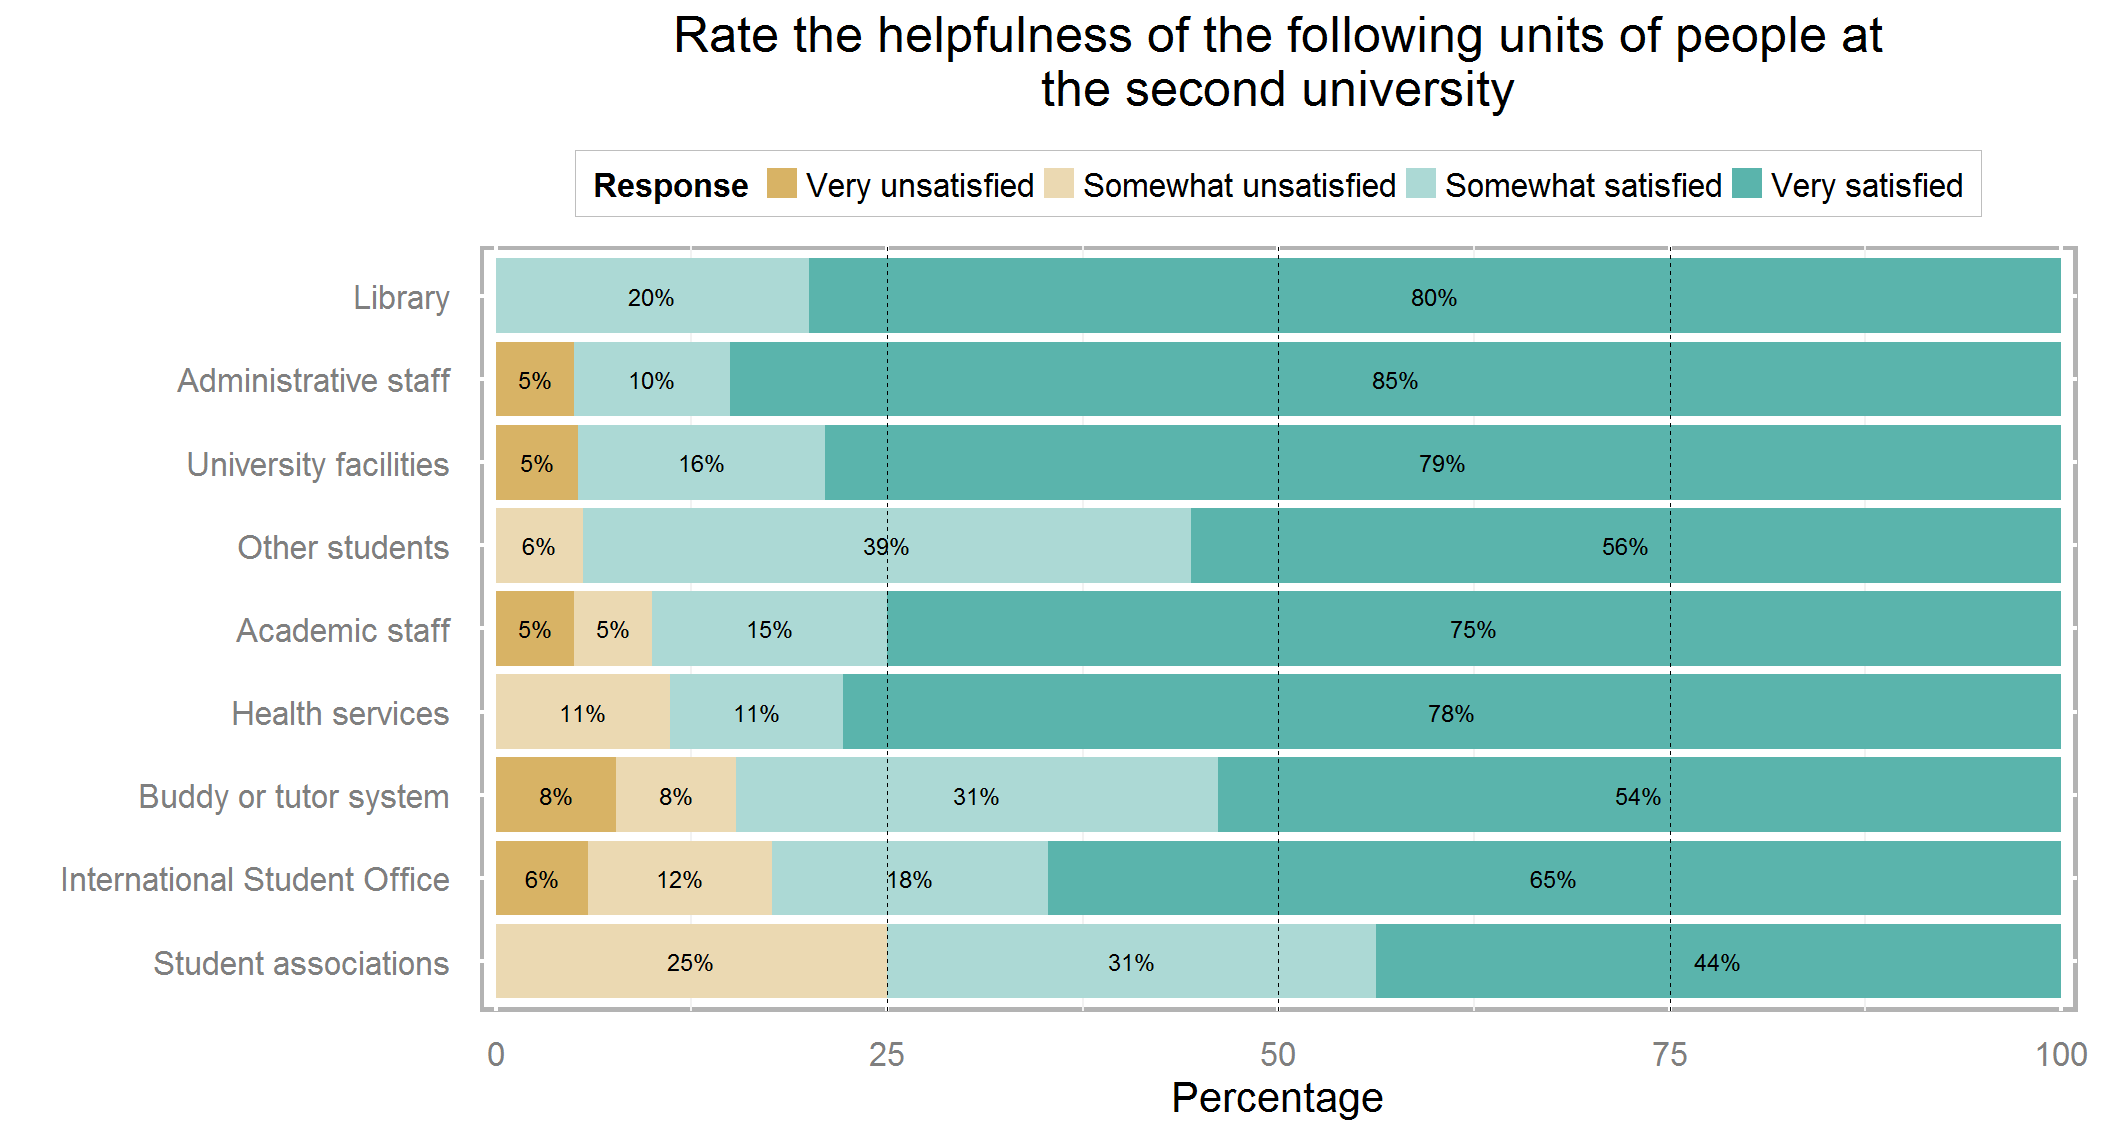 Rate the helpfulness of the following units of people at
the second university
Response Very unsatisfied Somewhat unsatisfied Somewhat satisfied Very satisfied
Library 20% 80%
Administrative staff 5% 10% 85%
University facilities 5% 16% 79%
Other students 6% 39% 56%
Academic staff 5% 5% 15% 75%
Health services 11% 11% 78%
Buddy or tutor system 8% 8% 31% 54%
International Student Office 6% 12% 18% 65%
Student associations 25% 31% 44%
0 25 50 75 100
Percentage